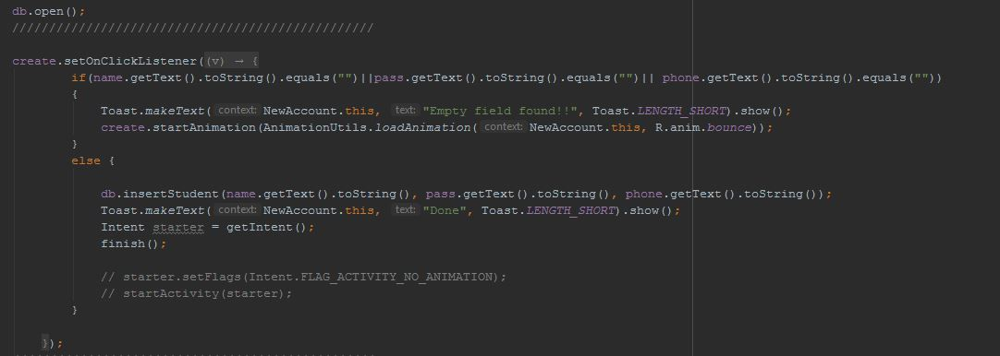 db.open();
/////////////////////////////////////////////////
create.setOnClickListener((v) → {
if(name.getText().toString().equals("")||pass.getText().toString().equals("")|| phone.getText().toString().equals(""))
{
Toast.makeText( context: NewAccount.this, text: "Empty field found!!", Toast.LENGTH_SHORT).show();
create.startAnimation(AnimationUtils.loadAnimation( context: NewAccount.this, R.anim.bounce));
}
else {
db.insertStudent(name.getText().toString(), pass.getText().toString(), phone.getText().toString());
Toast.makeText( context: NewAccount.this, text: "Done", Toast.LENGTH_SHORT).show();
Intent starter = getIntent();
finish();
// starter.setFlags(Intent.FLAG_ACTIVITY_NO_ANIMATION);
// startActivity(starter);
}
});